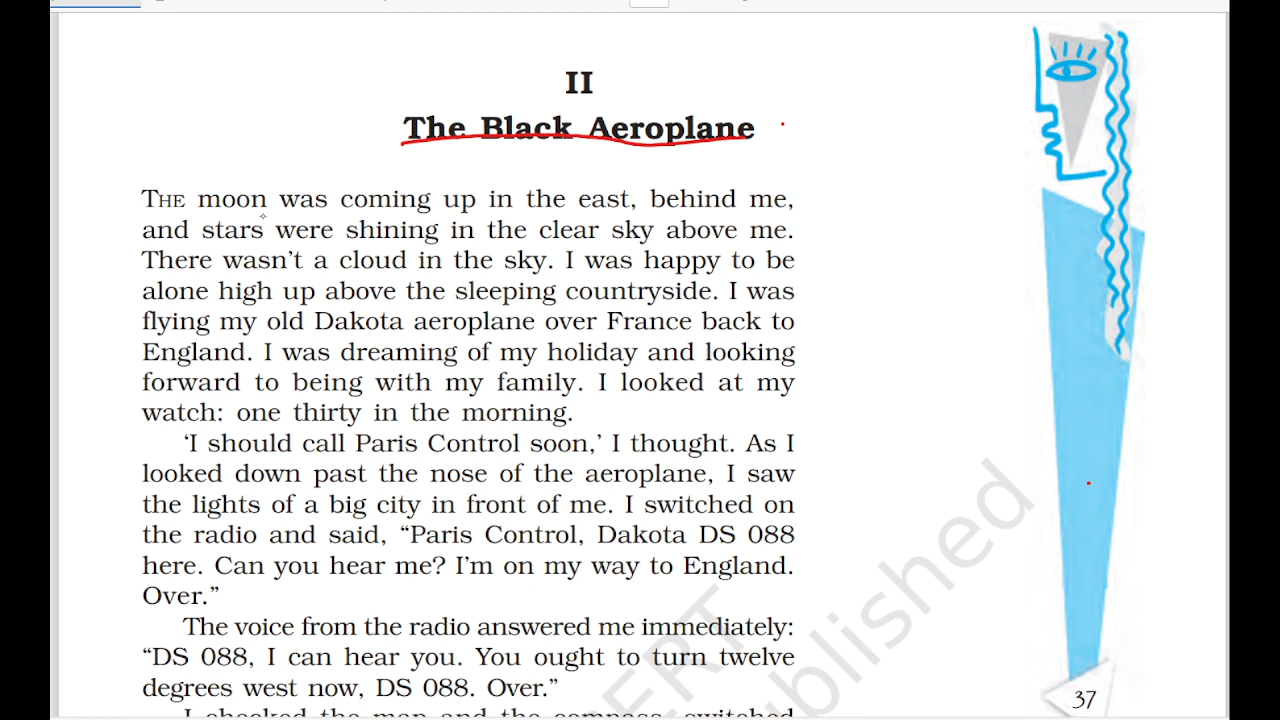 II
The Black Aeroplane
THE moon was coming up in the east, behind me,
and stars were shining in the clear sky above me.
There wasn't a cloud in the sky. I was happy to be
alone high up above the sleeping countryside. I was
flying my old Dakota aeroplane over France back to
England. I was dreaming of my holiday and looking
forward to being with my family. I looked at my
watch: one thirty in the morning.
‘I should call Paris Control soon,’ I thought. As I
looked down past the nose of the aeroplane, I saw
the lights of a big city in front of me. I switched on
the radio and said, “Paris Control, Dakota DS 088
here. Can you hear me? I’m on my way to England.
Over.”
The voice from the radio answered me immediately:
“DS 088, I can hear you. You ought to turn twelve
degrees west now, DS 088. Over.”
I checked the map and the compass, switched
37